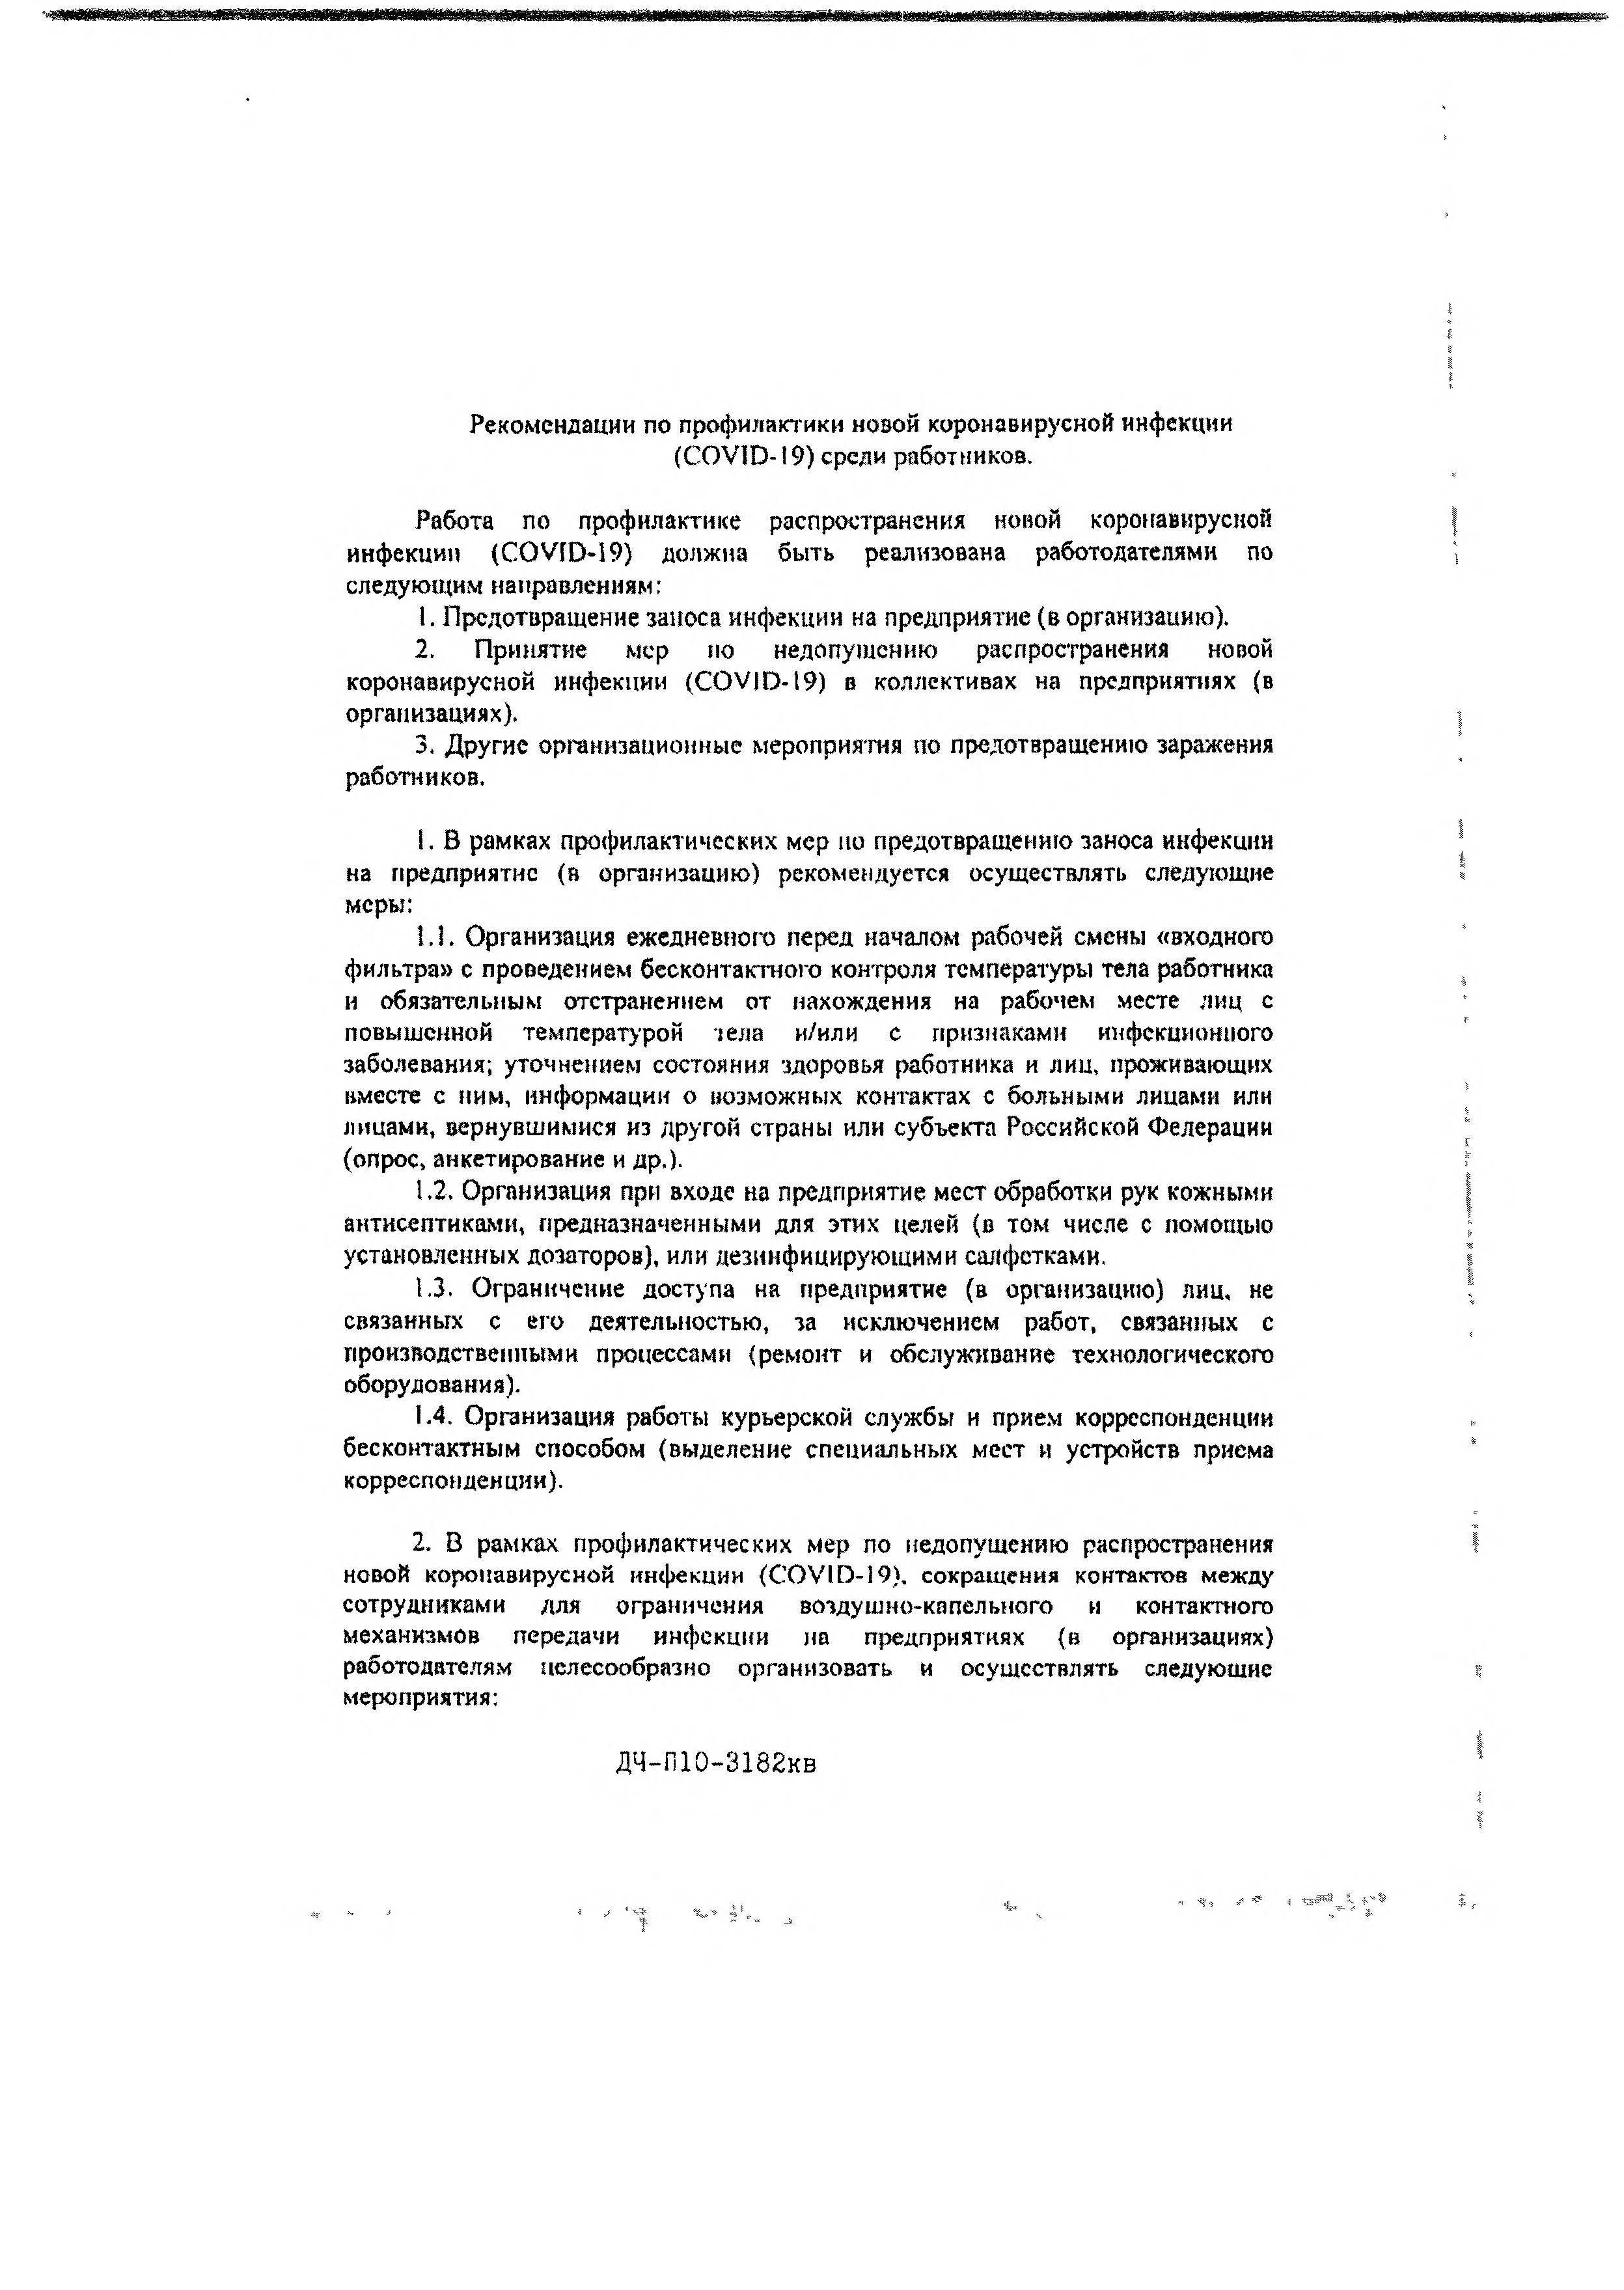 Рекомендации по профилактики новой коронавирусной инфекции
(COVID-19) среди работников.
Работа по профилактике распространения новой коронавирусной
инфекции (COVID-19) должна быть реализована работодателями по
следующим направлениям:
1. Предотвращение заноса инфекции на предприятие (в организацию).
2. Принятие мер по недопущению распространения новой
коронавирусной инфекции (COVID-19) в коллективах на предприятиях (в
организациях).
3. Другие организационные мероприятия по предотвращению заражения
работников.
1. В рамках профилактических мер по предотвращению заноса инфекции
на предприятие (в организацию) рекомендуется осуществлять следующие
меры:
1.1. Организация ежедневного перед началом рабочей смены «входного
фильтра» с проведением бесконтактного контроля температуры тела работника
и обязательным отстранением от нахождения на рабочем месте лиц с
повышенной температурой тела и/или с признаками инфекционного
заболевания; уточнением состояния здоровья работника и лиц, проживающих
вместе с ним, информации о возможных контактах с больными лицами или
лицами, вернувшимися из другой страны или субъекта Российской Федерации
(опрос, анкетирование и др.).
1.2. Организация при входе на предприятие мест обработки рук кожными
антисептиками, предназначенными для этих целей (в том числе с помощью
установленных дозаторов), или дезинфицирующими салфетками.
1.3. Ограничение доступа на предприятие (в организацию) лиц, не
связанных с его деятельностью, за исключением работ, связанных с
производственными процессами (ремонт и обслуживание технологического
оборудования).
1.4. Организация работы курьерской службы и прием корреспонденции
бесконтактным способом (выделение специальных мест и устройств приема
корреспонденции).
2. В рамках профилактических мер по недопущению распространения
новой коронавирусной инфекции (COVID-19), сокращения контактов между
сотрудниками для ограничения воздушно-капельного и контактного
механизмов передачи инфекции на предприятиях (в организациях)
работодателям целесообразно организовать и осуществлять следующие
мероприятия:
ДЧ-П10-3182кв